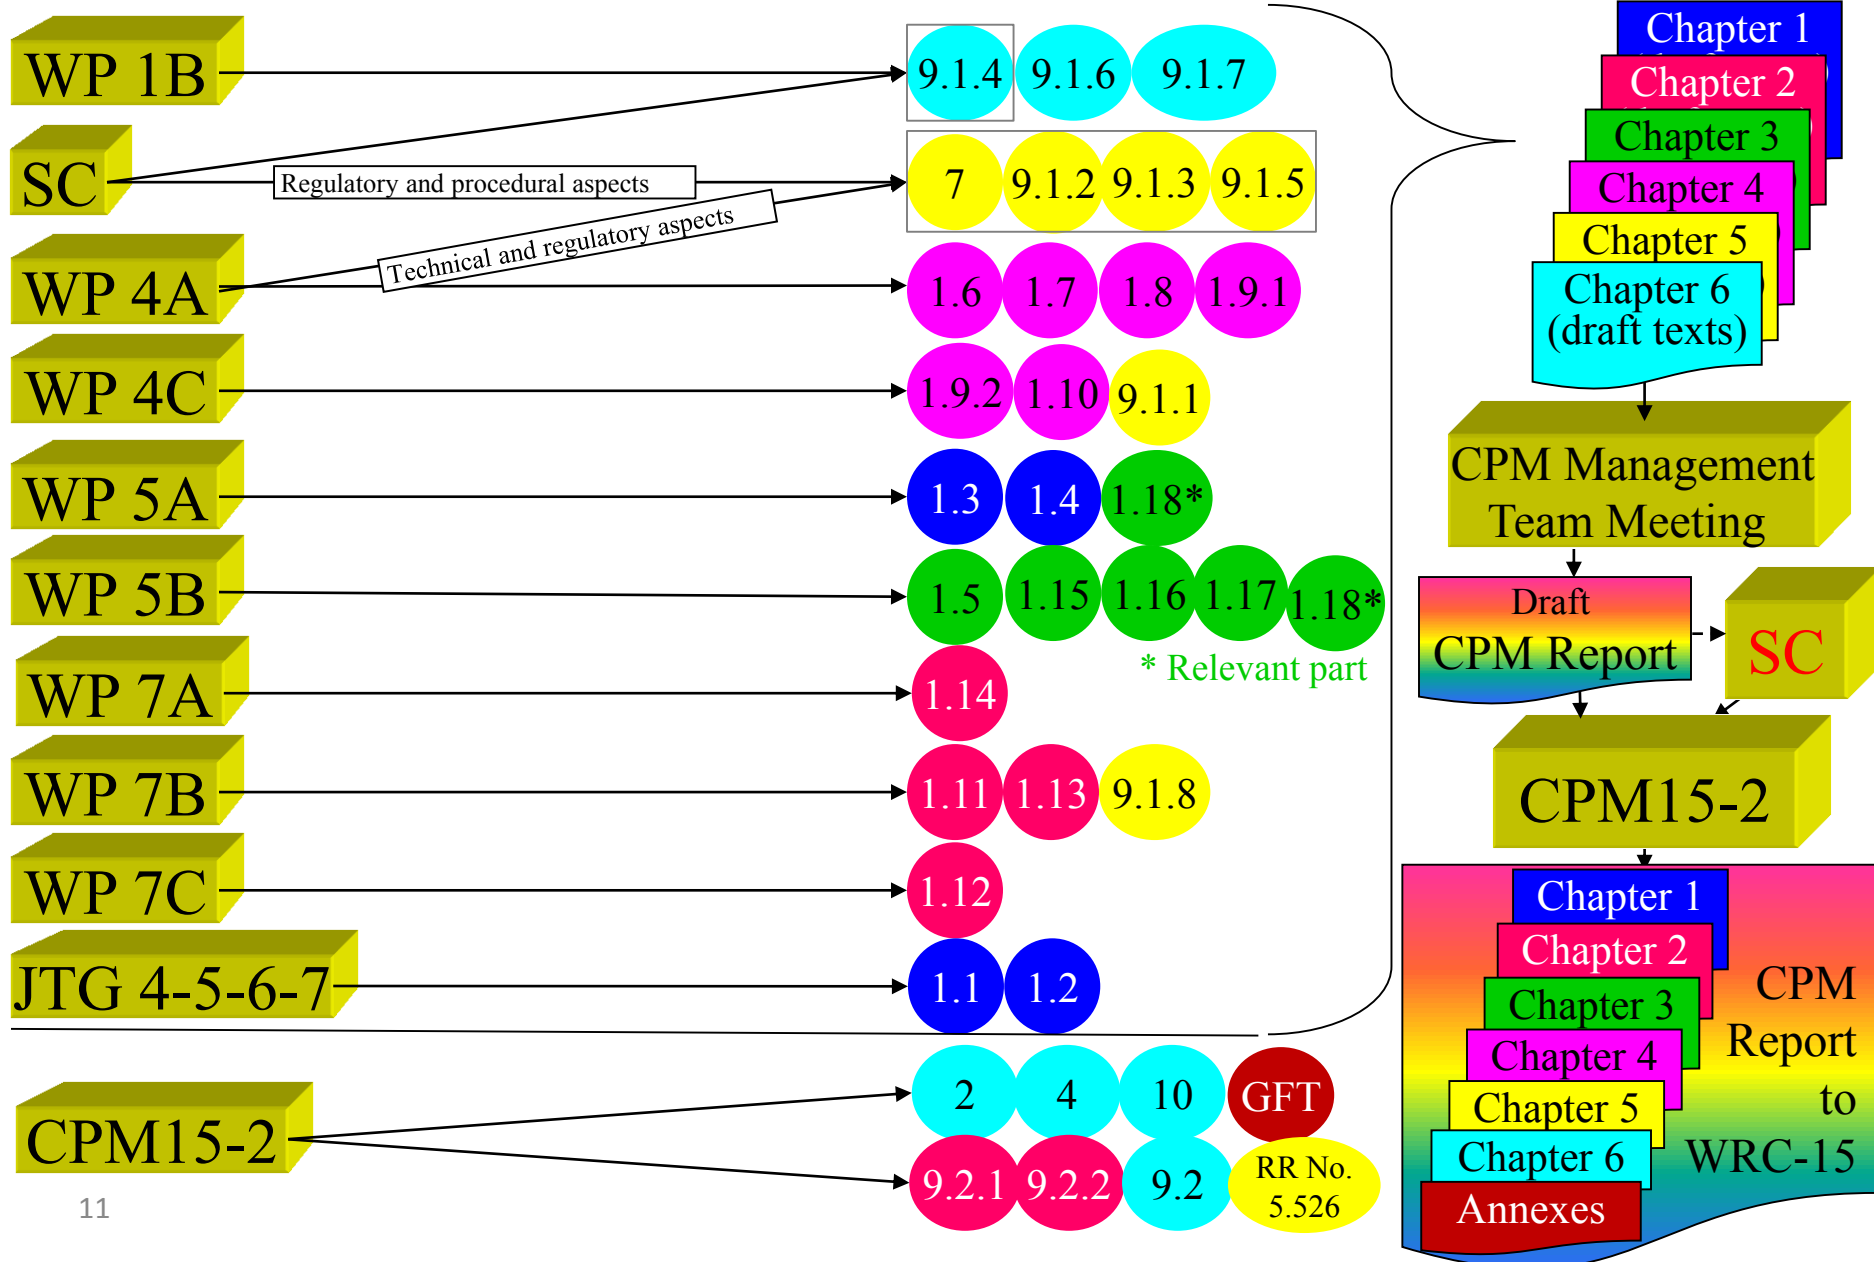 WP 1B
9.1.4
9.1.6
9.1.7
SC
Regulatory and procedural aspects
7
9.1.2
9.1.3
9.1.5
Technical and regulatory aspects
WP 4A
1.6
1.7
1.8
1.9.1
WP 4C
1.9.2
1.10
9.1.1
WP 5A
1.3
1.4
1.18*
WP 5B
1.5
1.15
1.16
1.17
1.18*
* Relevant part
WP 7A
1.14
WP 7B
1.11
1.13
9.1.8
WP 7C
1.12
JTG 4-5-6-7
1.1
1.2
CPM15-2
2
4
10
GFT
9.2.1
9.2.2
9.2
RR No.
5.526
11
Chapter 1
Chapter 2
Chapter 3
Chapter 4
Chapter 5
Chapter 6
(draft texts)
CPM Management
Team Meeting
Draft
CPM Report
SC
CPM15-2
Chapter 1
Chapter 2
Chapter 3
Chapter 4
Chapter 5
Chapter 6
Annexes
CPM
Report
to
WRC-15